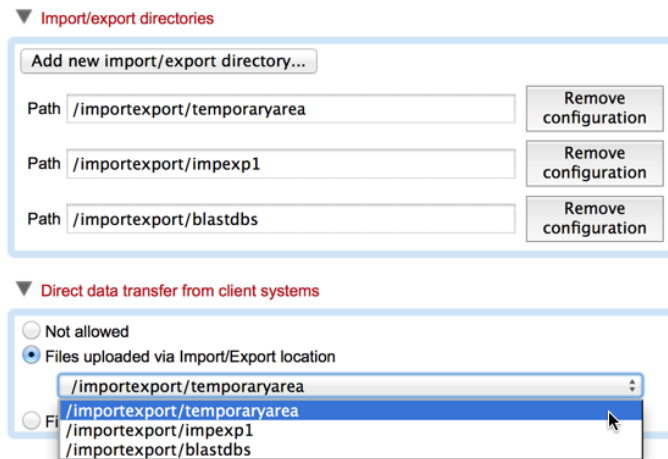 Import/export directories
Add new import/export directory...
Path /importexport/temporaryarea Remove configuration
Path /importexport/impexp1 Remove configuration
Path /importexport/blastdbs Remove configuration
Direct data transfer from client systems
Not allowed
Files uploaded via Import/Export location
/importexport/temporaryarea
/importexport/temporaryarea
/importexport/impexp1
/importexport/blastdbs